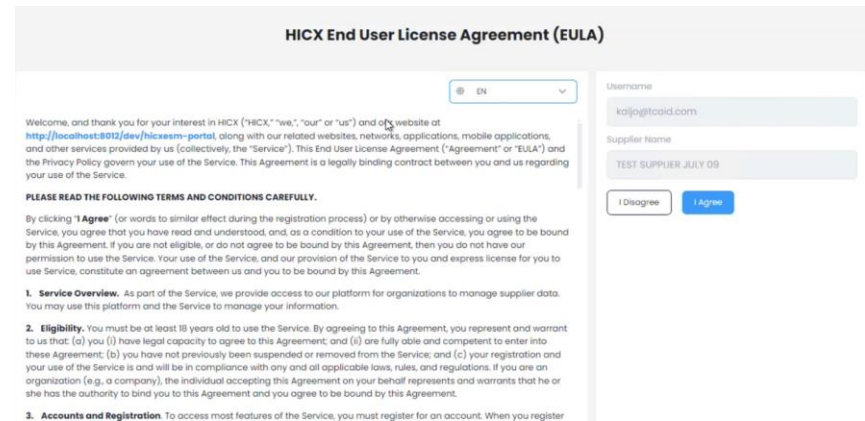 HICX End User License Agreement (EULA)
EN
Welcome, and thank you for your interest in HICX ("HICX," "we,", "our" or "us") and our website at
http://localhost:8012/dev/hicxesm-portal, along with our related websites, networks, applications, mobile applications,
and other services provided by us (collectively, the "Service"). This End User License Agreement ("Agreement" or "EULA") and
the Privacy Policy govern your use of the Service. This Agreement is a legally binding contract between you and us regarding
your use of the Service.
PLEASE READ THE FOLLOWING TERMS AND CONDITIONS CAREFULLY.
By clicking "I Agree" (or words to similar effect during the registration process) or by otherwise accessing or using the
Service, you agree that you have read and understood, and, as a condition to your use of the Service, you agree to be bound
by this Agreement. If you are not eligible, or do not agree to be bound by this Agreement, then you do not have our
permission to use the Service. Your use of the Service, and our provision of the Service to you and express license for you to
use Service, constitute an agreement between us and you to be bound by this Agreement.
1. Service Overview. As part of the Service, we provide access to our platform for organizations to manage supplier data.
You may use this platform and the Service to manage your information.
2. Eligibility. You must be at least 18 years old to use the Service. By agreeing to this Agreement, you represent and warrant
to us that: (a) you (i) have legal capacity to agree to this Agreement; and (ii) are fully able and competent to enter into
these Agreement; (b) you have not previously been suspended or removed from the Service; and (c) your registration and
your use of the Service is and will be in compliance with any and all applicable laws, rules, and regulations. If you are an
organization (e.g., a company), the individual accepting this Agreement on your behalf represents and warrants that he or
she has the authority to bind you to this Agreement and you agree to be bound by this Agreement.
3. Accounts and Registration. To access most features of the Service, you must register for an account. When you register
Username
kaljo@tcaid.com
Supplier Name
TEST SUPPLIER JULY 09
I Disagree
I Agree